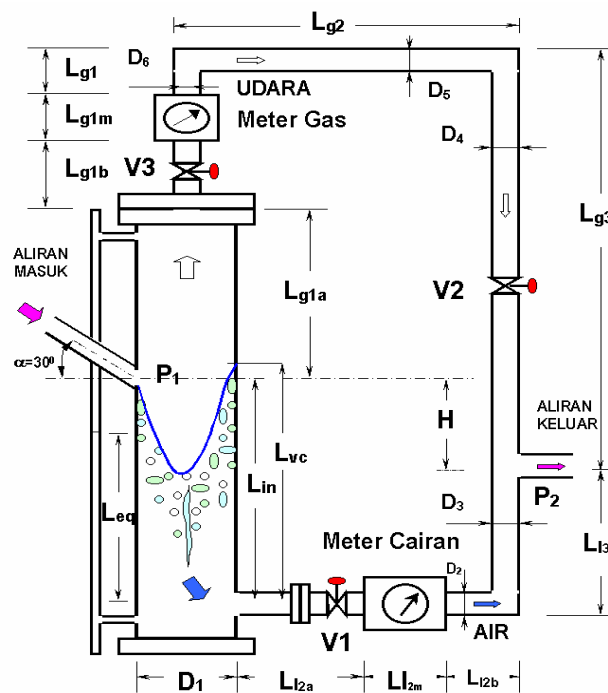 Lg2
Lg1
D6
UDARA
D5
Lg1m
Meter Gas
D4
Lg1b
V3
Lg3
ALIRAN
MASUK
Lg1a
V2
α=30⁰
P1
H
ALIRAN
KELUAR
Lvc
Lin
P2
Leq
D3
Meter Cairan
Ll3
D2
V1
AIR
D1
Ll2a
Ll2m
Ll2b